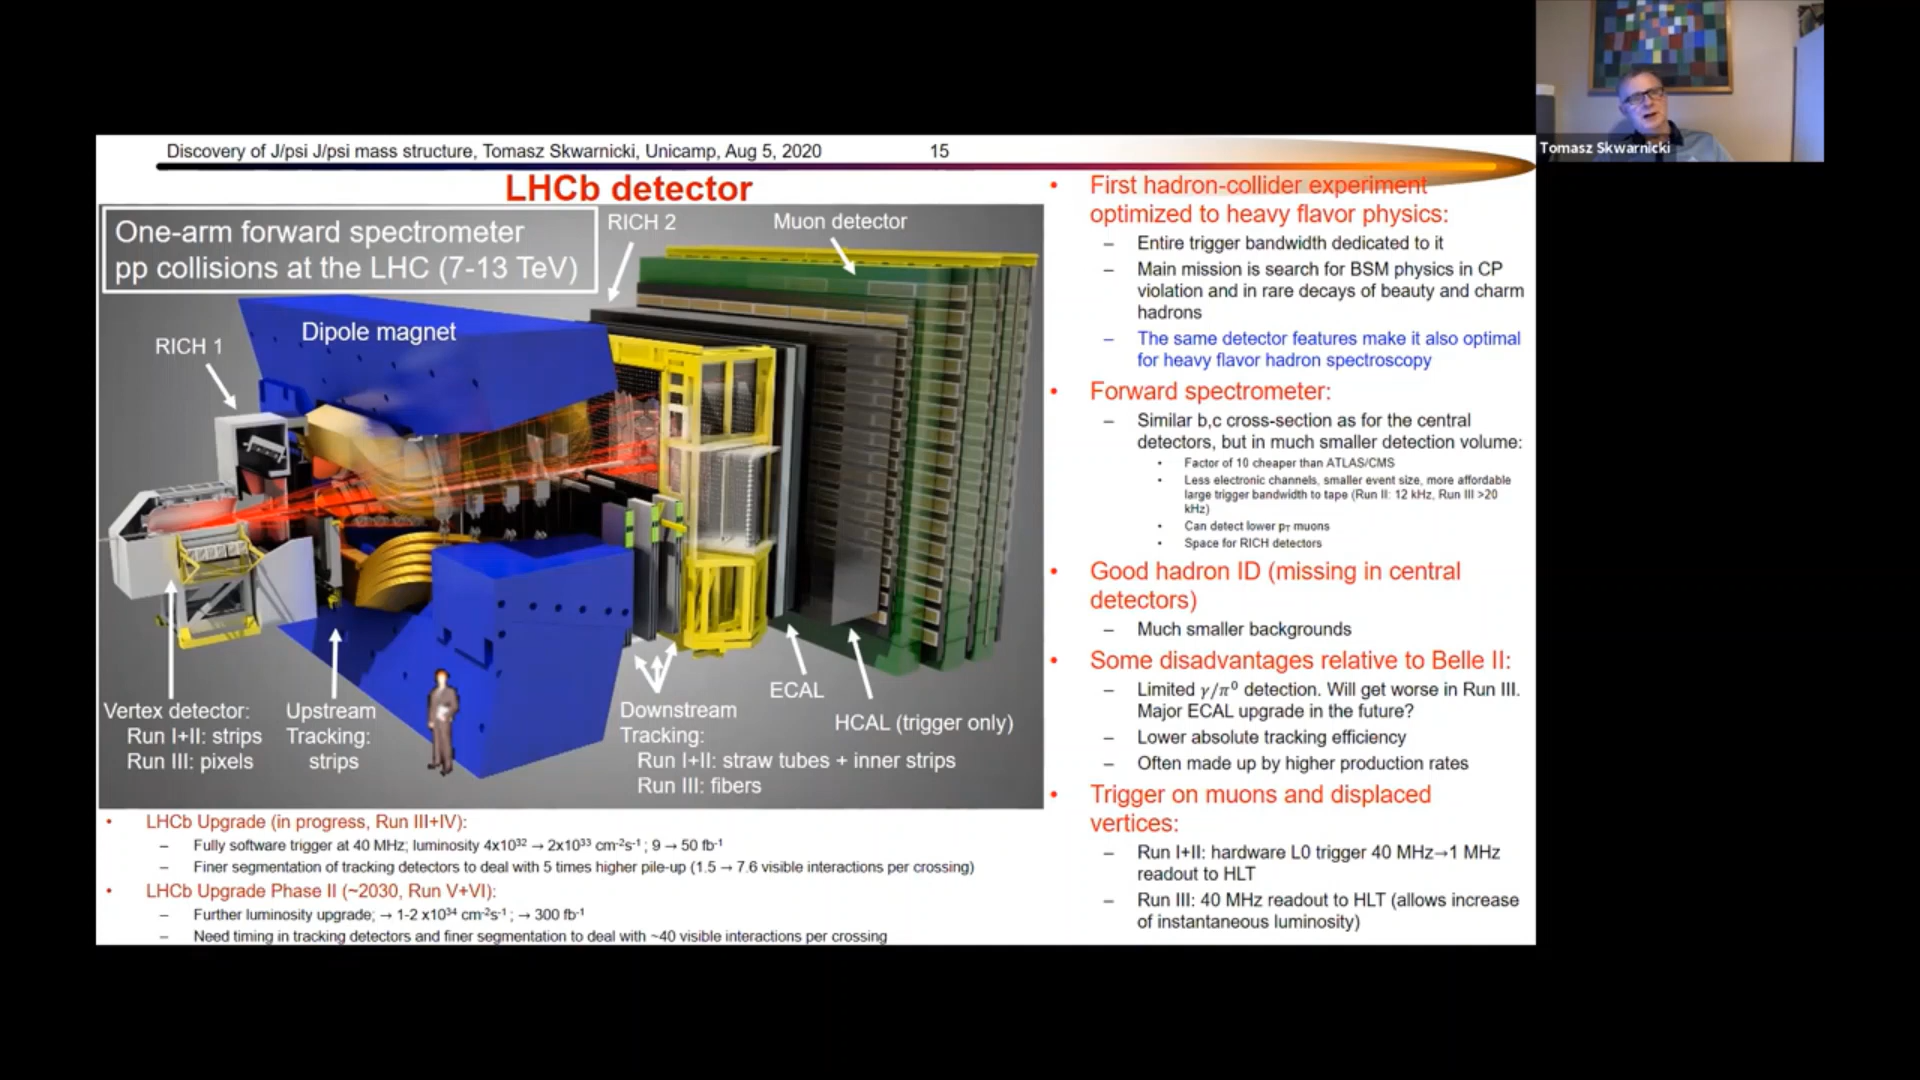 Discovery of J/psi J/psi mass structure, Tomasz Skwarnicki, Unicamp, Aug 5, 2020 15
LHCb detector
One-arm forward spectrometer
pp collisions at the LHC (7-13 TeV)
RICH 2
Muon detector
Dipole magnet
RICH 1
ECAL
HCAL (trigger only)
Vertex detector:
Run I+II: strips
Run III: pixels
Upstream
Tracking:
strips
Downstream
Tracking:
Run I+II: straw tubes + inner strips
Run III: fibers
• LHCb Upgrade (in progress, Run III+IV):
– Fully software trigger at 40 MHz; luminosity 4x10³² → 2x10³³ cm⁻²s⁻¹ ; 9 → 50 fb⁻¹
– Finer segmentation of tracking detectors to deal with 5 times higher pile-up (1.5 → 7.6 visible interactions per crossing)
• LHCb Upgrade Phase II (~2030, Run V+VI):
– Further luminosity upgrade; → 1-2 x10³⁴ cm⁻²s⁻¹ ; → 300 fb⁻¹
– Need timing in tracking detectors and finer segmentation to deal with ~40 visible interactions per crossing
• First hadron-collider experiment
optimized to heavy flavor physics:
– Entire trigger bandwidth dedicated to it
– Main mission is search for BSM physics in CP
violation and in rare decays of beauty and charm
hadrons
– The same detector features make it also optimal
for heavy flavor hadron spectroscopy
• Forward spectrometer:
– Similar b,c cross-section as for the central
detectors, but in much smaller detection volume:
• Factor of 10 cheaper than ATLAS/CMS
• Less electronic channels, smaller event size, more affordable
large trigger bandwidth to tape (Run II: 12 kHz, Run III >20
kHz)
• Can detect lower pT muons
• Space for RICH detectors
• Good hadron ID (missing in central
detectors)
– Much smaller backgrounds
• Some disadvantages relative to Belle II:
– Limited γ/π⁰ detection. Will get worse in Run III.
Major ECAL upgrade in the future?
– Lower absolute tracking efficiency
– Often made up by higher production rates
• Trigger on muons and displaced
vertices:
– Run I+II: hardware L0 trigger 40 MHz→1 MHz
readout to HLT
– Run III: 40 MHz readout to HLT (allows increase
of instantaneous luminosity)
Tomasz Skwarnicki